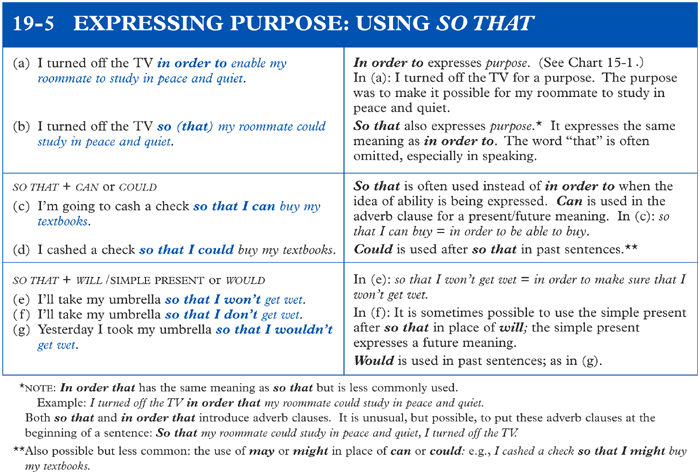 19-5 EXPRESSING PURPOSE: USING SO THAT
(a) I turned off the TV in order to enable my
roommate to study in peace and quiet.
(b) I turned off the TV so (that) my roommate could
study in peace and quiet.
In order to expresses purpose. (See Chart 15-1.)
In (a): I turned off the TV for a purpose. The purpose
was to make it possible for my roommate to study in
peace and quiet.
So that also expresses purpose.* It expresses the same
meaning as in order to. The word “that” is often
omitted, especially in speaking.
SO THAT + CAN or COULD
(c) I’m going to cash a check so that I can buy my
textbooks.
(d) I cashed a check so that I could buy my textbooks.
So that is often used instead of in order to when the
idea of ability is being expressed. Can is used in the
adverb clause for a present/future meaning. In (c): so
that I can buy = in order to be able to buy.
Could is used after so that in past sentences.**
SO THAT + WILL /SIMPLE PRESENT or WOULD
(e) I’ll take my umbrella so that I won’t get wet.
(f) I’ll take my umbrella so that I don’t get wet.
(g) Yesterday I took my umbrella so that I wouldn’t
get wet.
In (e): so that I won’t get wet = in order to make sure that I
won’t get wet.
In (f): It is sometimes possible to use the simple present
after so that in place of will; the simple present
expresses a future meaning.
Would is used in past sentences; as in (g).
*NOTE: In order that has the same meaning as so that but is less commonly used.
Example: I turned off the TV in order that my roommate could study in peace and quiet.
Both so that and in order that introduce adverb clauses. It is unusual, but possible, to put these adverb clauses at the
beginning of a sentence: So that my roommate could study in peace and quiet, I turned off the TV.
**Also possible but less common: the use of may or might in place of can or could: e.g., I cashed a check so that I might buy
my textbooks.